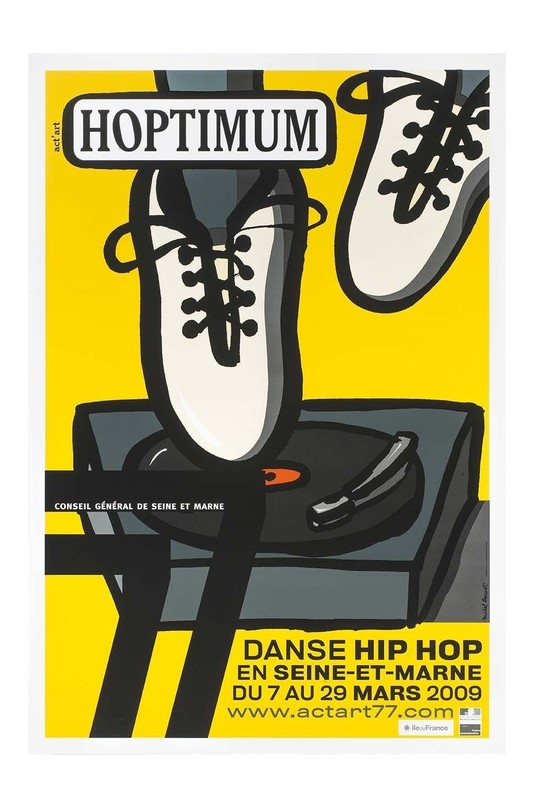 act'art
HOPTIMUM
CONSEIL GÉNÉRAL DE SEINE ET MARNE
DANSE HIP HOP
EN SEINE-ET-MARNE
DU 7 AU 29 MARS 2009
www.actart77.com
îledeFrance